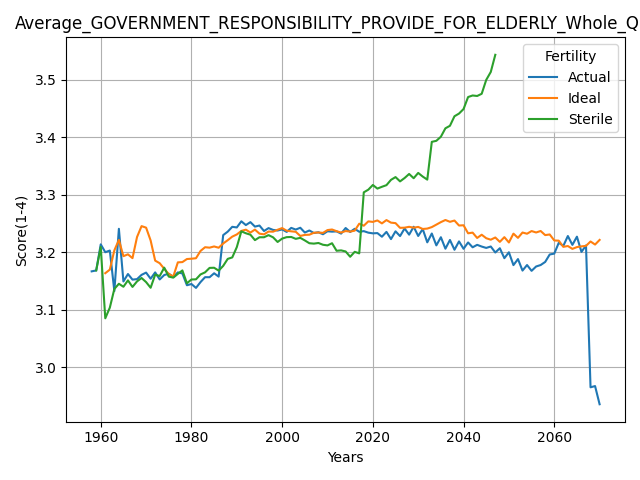 Average_GOVERNMENT_RESPONSIBILITY_PROVIDE_FOR_ELDERLY_Whole_Q
Fertility
Actual
Ideal
Sterile
Score(1-4)
3.5
3.4
3.3
3.2
3.1
3.0
1960 1980 2000 2020 2040 2060
Years